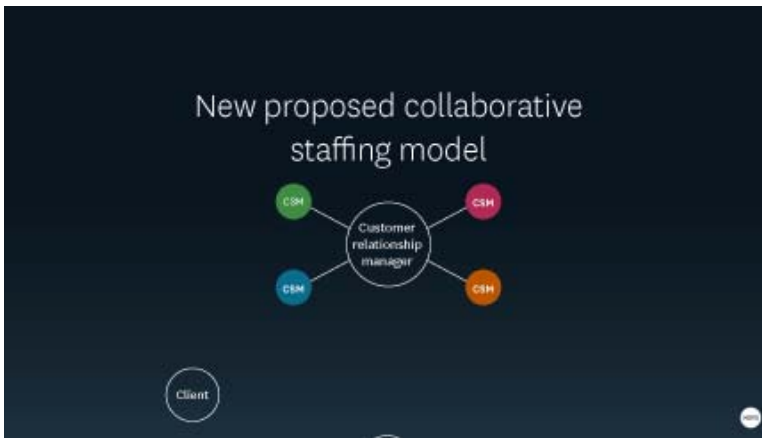 New proposed collaborative
staffing model
CSM
CSM
Customer
relationship
manager
CSM
CSM
Client